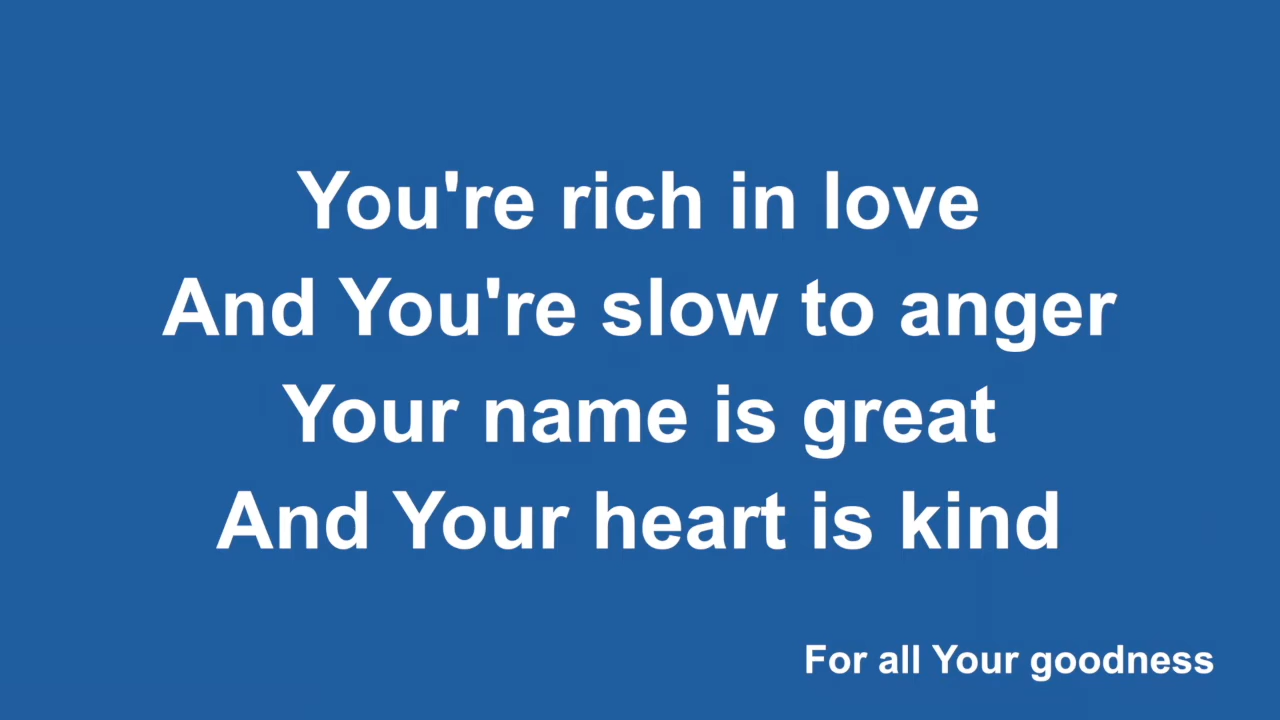 You're rich in love
And You're slow to anger
Your name is great
And Your heart is kind
For all Your goodness